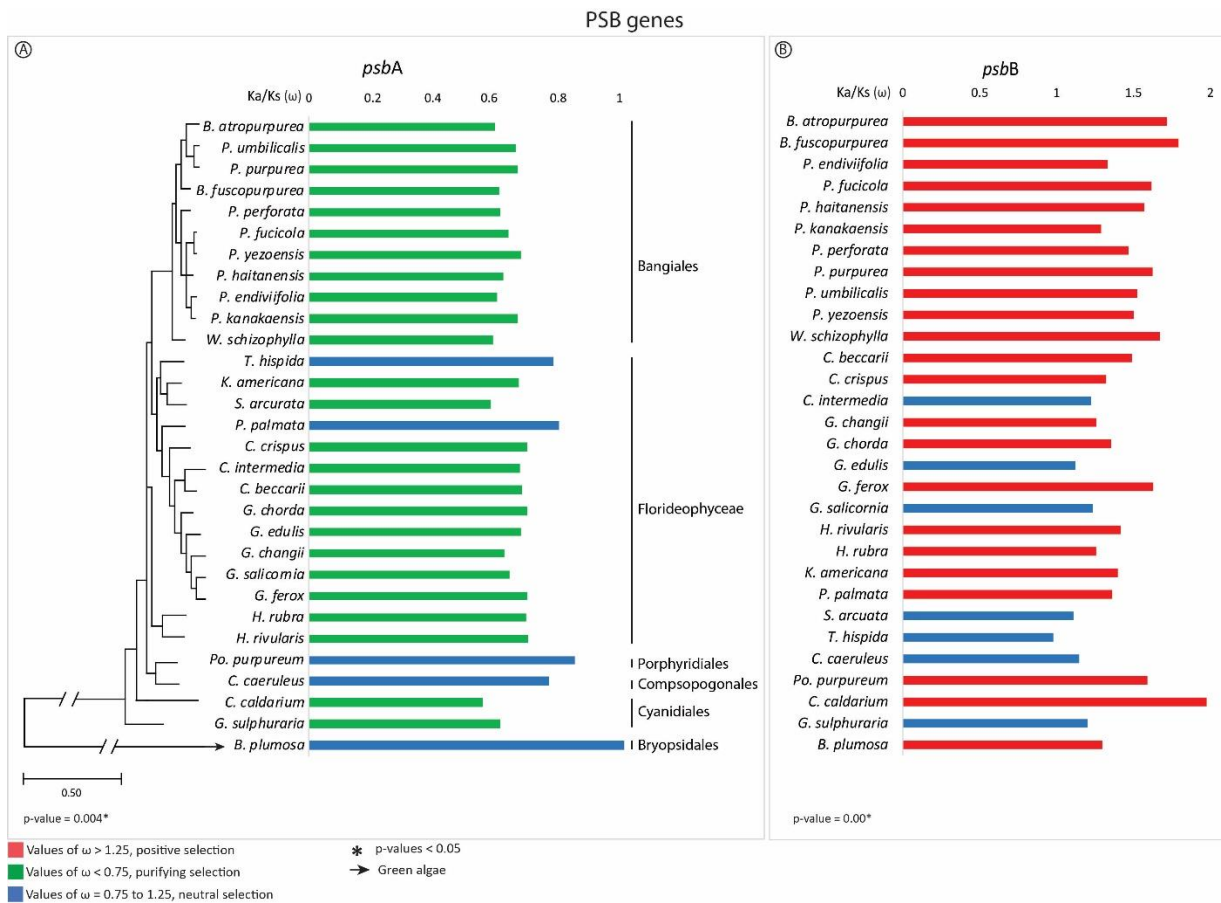 PSB genes
A
psbA
Ka/Ks (ω) 0 0.2 0.4 0.6 0.8 1
B. atropurpurea
P. umbilicalis
P. purpurea
B. fuscopurpurea
P. perforata
P. fucicola
P. yezoensis
P. haitanensis
P. endiviifolia
P. kanakaensis
W. schizophylla
T. hispida
K. americana
S. arcurata
P. palmata
C. crispus
C. intermedia
C. beccarii
G. chorda
G. edulis
G. changii
G. salicornia
G. ferox
H. rubra
H. rivularis
Po. purpureum
C. caeruleus
C. caldarium
G. sulphuraria
B. plumosa
Bangiales
Florideophyceae
Porphyridiales
Compsopogonales
Cyanidiales
Bryopsidales
0.50
p-value = 0.004*
B
psbB
Ka/Ks (ω) 0 0.5 1 1.5 2
B. atropurpurea
B. fuscopurpurea
P. endiviifolia
P. fucicola
P. haitanensis
P. kanakaensis
P. perforata
P. purpurea
P. umbilicalis
P. yezoensis
W. schizophylla
C. beccarii
C. crispus
C. intermedia
G. changii
G. chorda
G. edulis
G. ferox
G. salicornia
H. rivularis
H. rubra
K. americana
P. palmata
S. arcuata
T. hispida
C. caeruleus
Po. purpureum
C. caldarium
G. sulphuraria
B. plumosa
p-value = 0.00*
Values of ω > 1.25, positive selection
Values of ω < 0.75, purifying selection
Values of ω = 0.75 to 1.25, neutral selection
* p-values < 0.05
Green algae